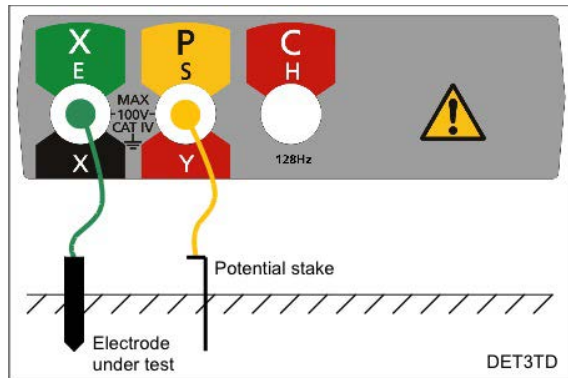 X P C
E S H
MAX
100V
CAT IV
X Y 128Hz
Potential stake
Electrode
under test
DET3TD